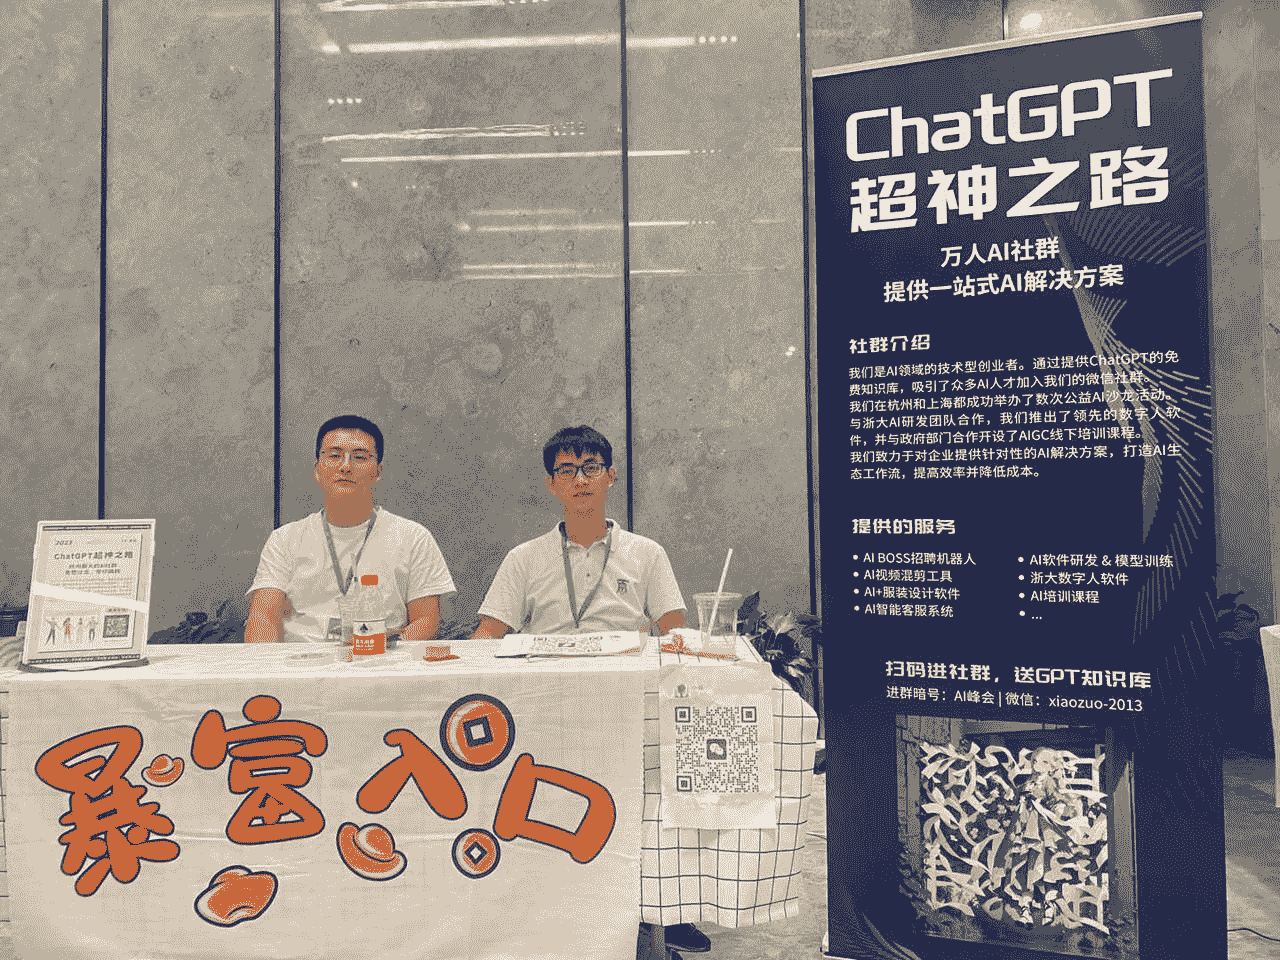 2023
ChatGPT超神之路
暴富入口
ChatGPT
超神之路
万人AI社群
提供一站式AI解决方案
社群介绍
我们是AI领域的技术型创业者。通过提供ChatGPT的免
费知识库，吸引了众多AI人才加入我们的微信社群。
我们在杭州和上海都成功举办了数次公益AI沙龙活动。
与浙大AI研发团队合作，我们推出了领先的数字人软
件，并与政府部门合作开设了AIGC线下培训课程。
我们致力于对企业提供针对性的AI解决方案，打造AI生
态工作流，提高效率并降低成本。
提供的服务
AI BOSS招聘机器人
AI视频混剪工具
AI+服装设计软件
AI智能客服系统
AI软件研发 & 模型训练
浙大数字人软件
AI培训课程
...
扫码进社群，送GPT知识库
进群暗号：AI峰会 | 微信：xiaozuo-2013